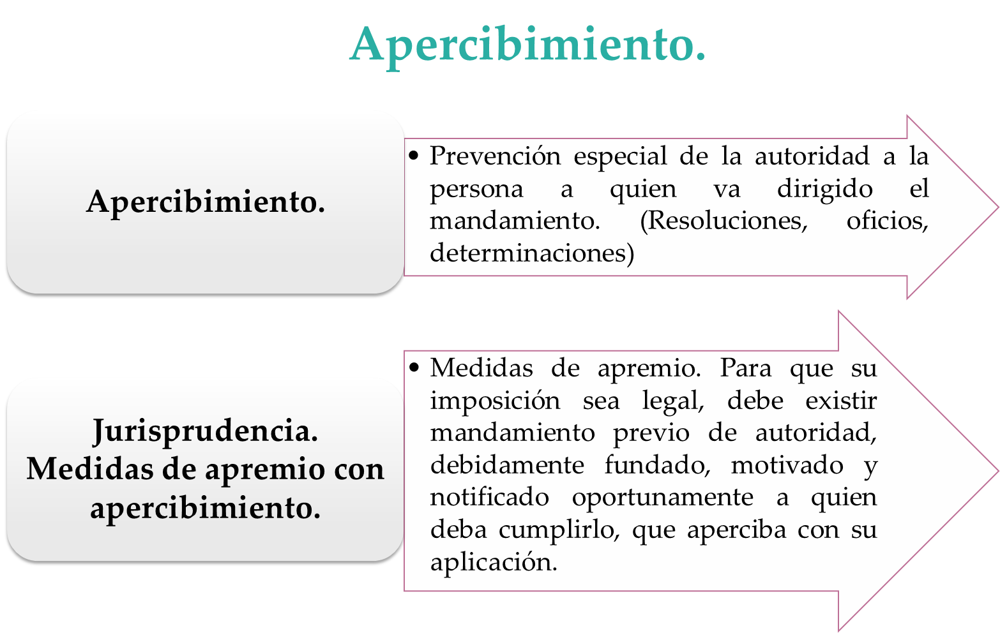 Apercibimiento.
Apercibimiento.
• Prevención especial de la autoridad a la
persona a quien va dirigido el
mandamiento. (Resoluciones, oficios,
determinaciones)
Jurisprudencia.
Medidas de apremio con
apercibimiento.
• Medidas de apremio. Para que su
imposición sea legal, debe existir
mandamiento previo de autoridad,
debidamente fundado, motivado y
notificado oportunamente a quien
deba cumplirlo, que aperciba con su
aplicación.